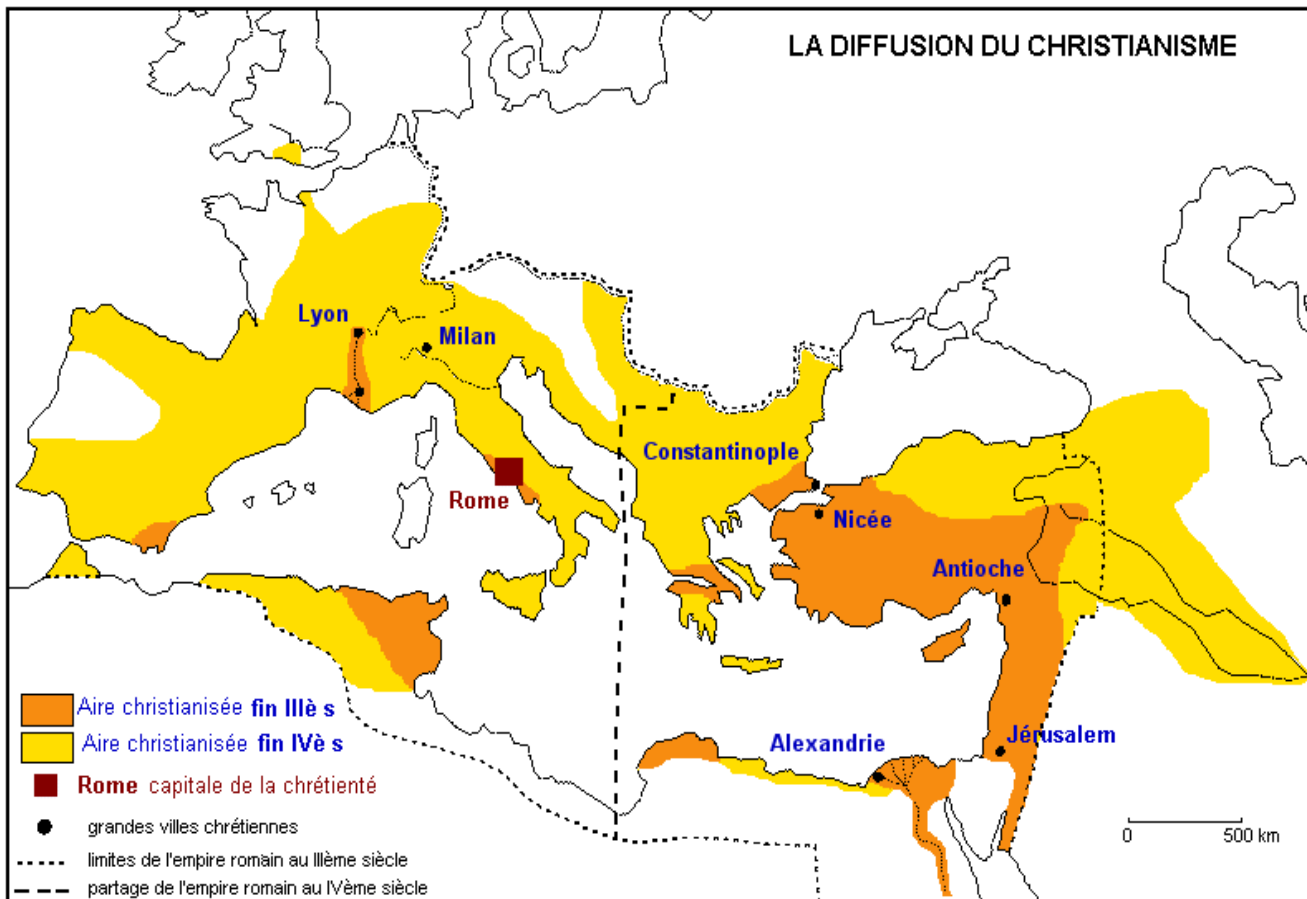 LA DIFFUSION DU CHRISTIANISME
Lyon
Milan
Constantinople
Rome
Nicée
Antioche
Alexandrie
Jérusalem
Aire christianisée fin IIIè s
Aire christianisée fin IVè s
Rome capitale de la chrétienté
grandes villes chrétiennes
limites de l'empire romain au IIIème siècle
partage de l'empire romain au IVème siècle
0 500 km